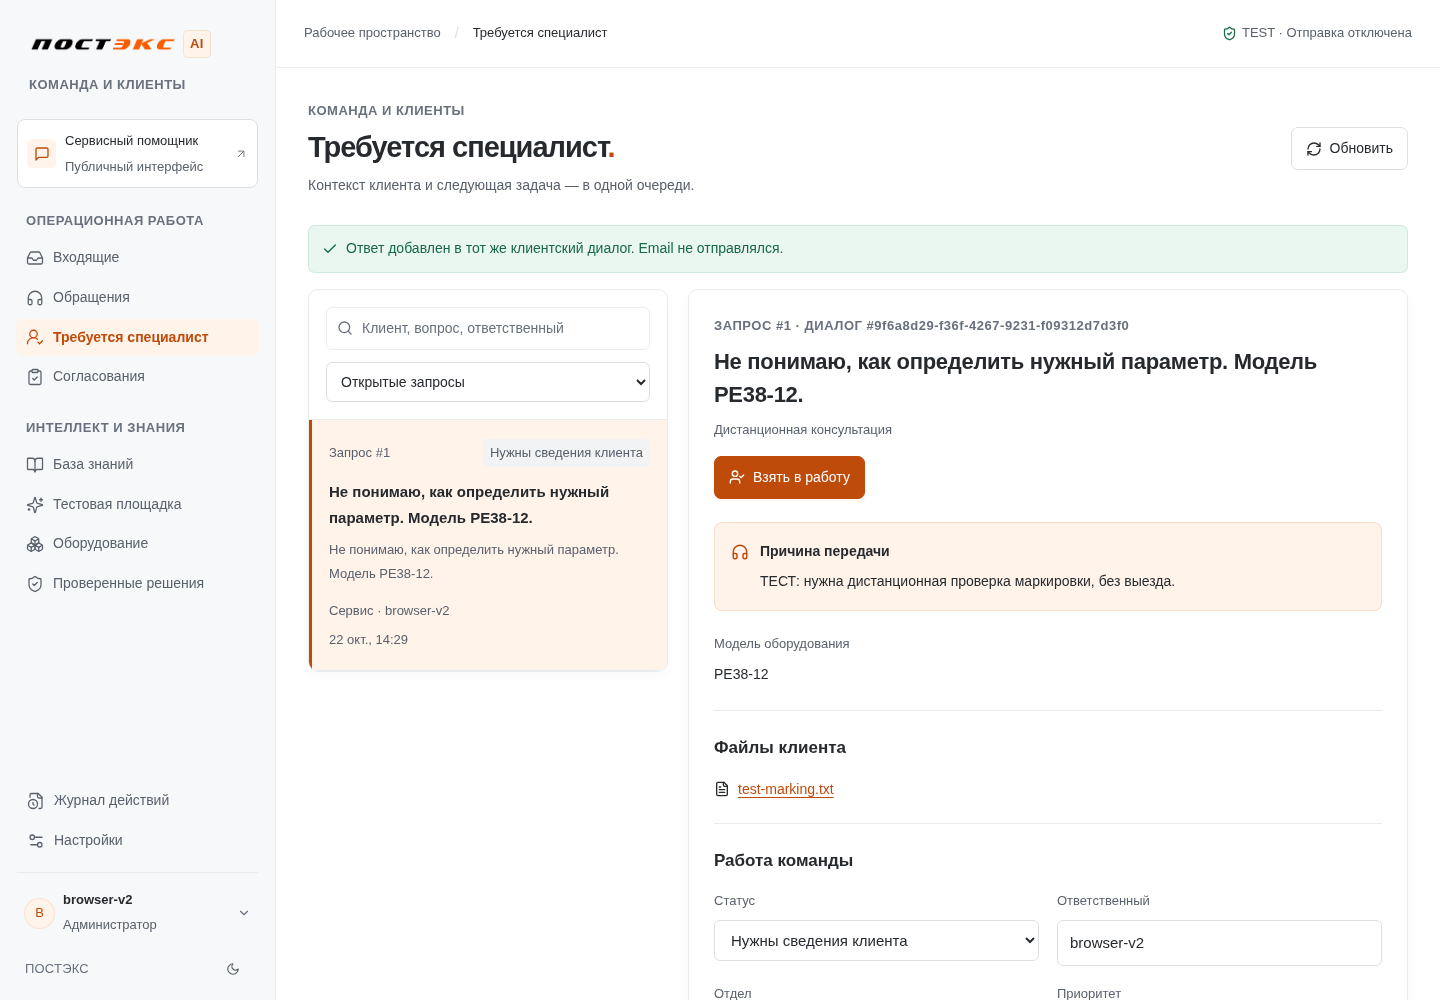 ПОСТЭКС AI
КОМАНДА И КЛИЕНТЫ
Сервисный помощник
Публичный интерфейс
ОПЕРАЦИОННАЯ РАБОТА
Входящие
Обращения
Требуется специалист
Согласования
ИНТЕЛЛЕКТ И ЗНАНИЯ
База знаний
Тестовая площадка
Оборудование
Проверенные решения
Журнал действий
Настройки
B
browser-v2
Администратор
ПОСТЭКС
Рабочее пространство / Требуется специалист
TEST · Отправка отключена
КОМАНДА И КЛИЕНТЫ
Требуется специалист.
Контекст клиента и следующая задача — в одной очереди.
Обновить
Ответ добавлен в тот же клиентский диалог. Email не отправлялся.
Клиент, вопрос, ответственный
Открытые запросы
Запрос #1 Нужны сведения клиента
Не понимаю, как определить нужный
параметр. Модель PE38-12.
Не понимаю, как определить нужный параметр.
Модель PE38-12.
Сервис · browser-v2
22 окт., 14:29
ЗАПРОС #1 · ДИАЛОГ #9f6a8d29-f36f-4267-9231-f09312d7d3f0
Не понимаю, как определить нужный параметр. Модель
PE38-12.
Дистанционная консультация
Взять в работу
Причина передачи
ТЕСТ: нужна дистанционная проверка маркировки, без выезда.
Модель оборудования
PE38-12
Файлы клиента
test-marking.txt
Работа команды
Статус Ответственный
Нужны сведения клиента browser-v2
Отдел Приоритет